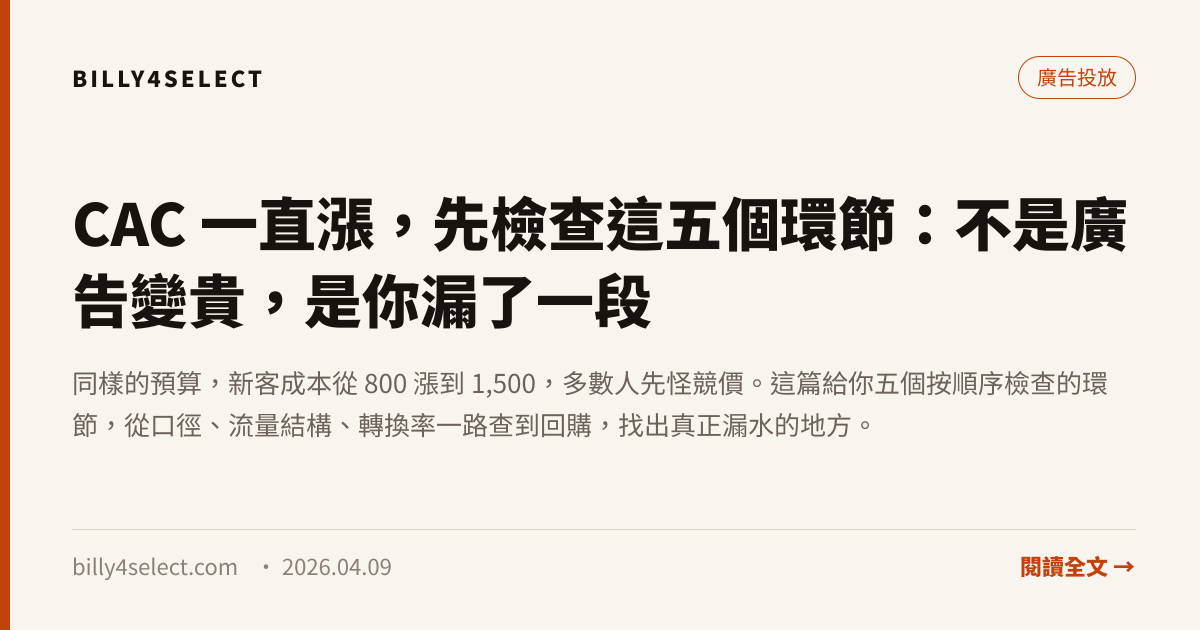 BILLY4SELECT
廣告投放
CAC 一直漲，先檢查這五個環節：不是廣
告變貴，是你漏了一段
同樣的預算，新客成本從 800 漲到 1,500，多數人先怪競價。這篇給你五個按順序檢查的環
節，從口徑、流量結構、轉換率一路查到回購，找出真正漏水的地方。
billy4select.com ・ 2026.04.09
閱讀全文 →